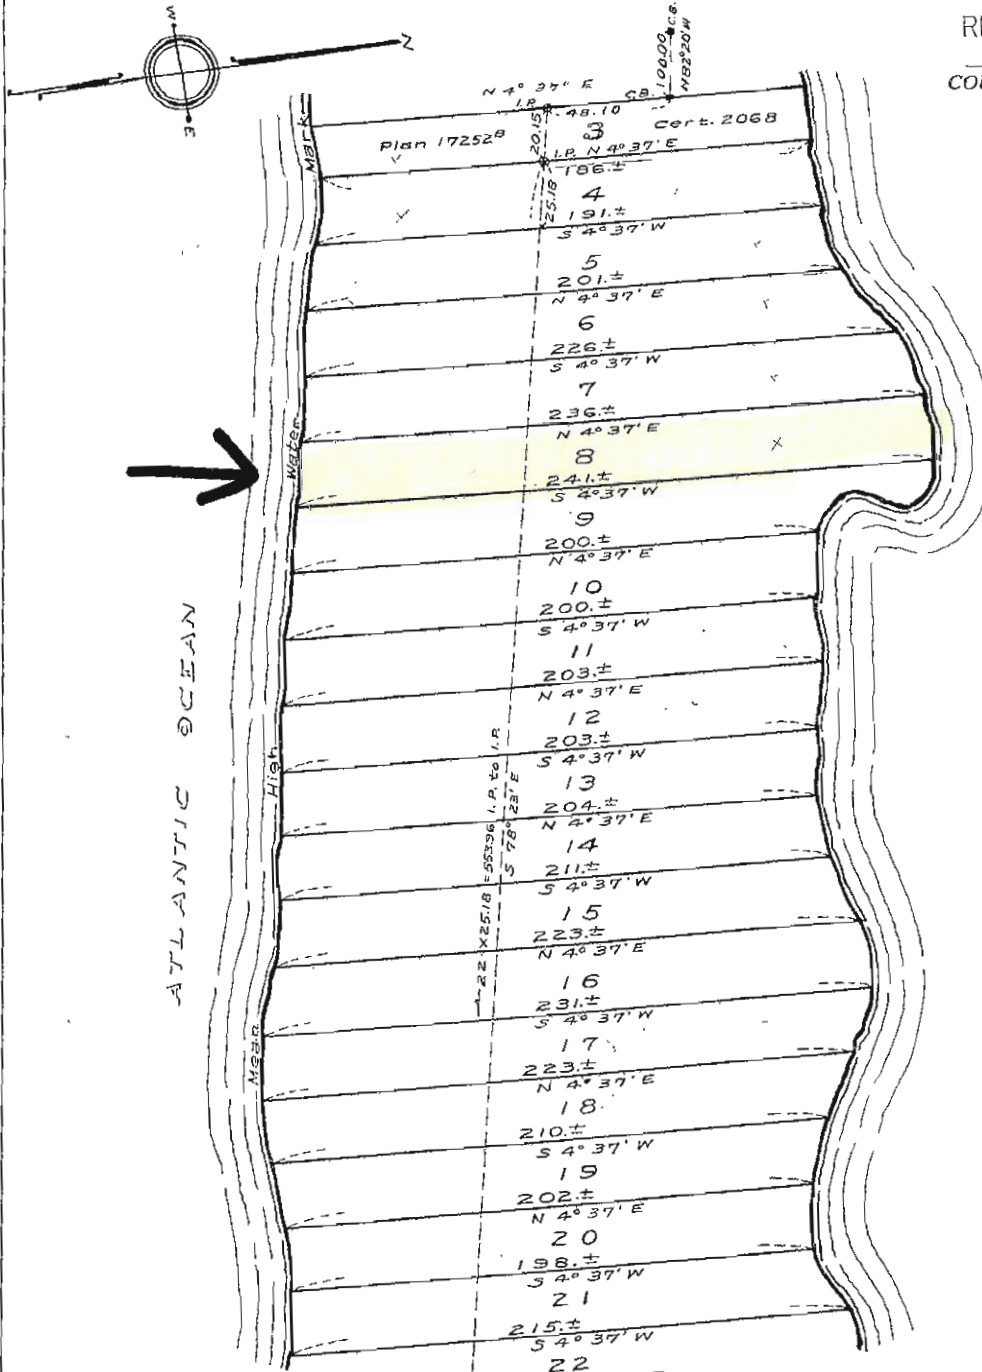 W
N
E
RE
COU
N 4° 37" E
I.P.
48.10
C.B.
100.00
C.B.
N 82° 20' W
Plan 17252 B
20.15
3
Cert. 2068
I.P. N 4° 37' E
186.±
25.18
4
191.±
S 4° 37' W
5
201.±
N 4° 37' E
6
226.±
S 4° 37' W
7
236.±
N 4° 37' E
8
241.±
S 4° 37' W
9
200.±
N 4° 37' E
10
200.±
S 4° 37' W
11
203.±
N 4° 37' E
12
203.±
S 4° 37' W
13
204.±
N 4° 37' E
14
211.±
S 4° 37' W
15
223.±
N 4° 37' E
16
231.±
S 4° 37' W
17
223.±
N 4° 37' E
18
210.±
S 4° 37' W
19
202.±
N 4° 37' E
20
198.±
S 4° 37' W
21
215.±
S 4° 37' W
22
22 X 25.18 = 553.96 I.P. to I.P.
S 78° 23' E
Mean High Water Mark
ATLANTIC OCEAN